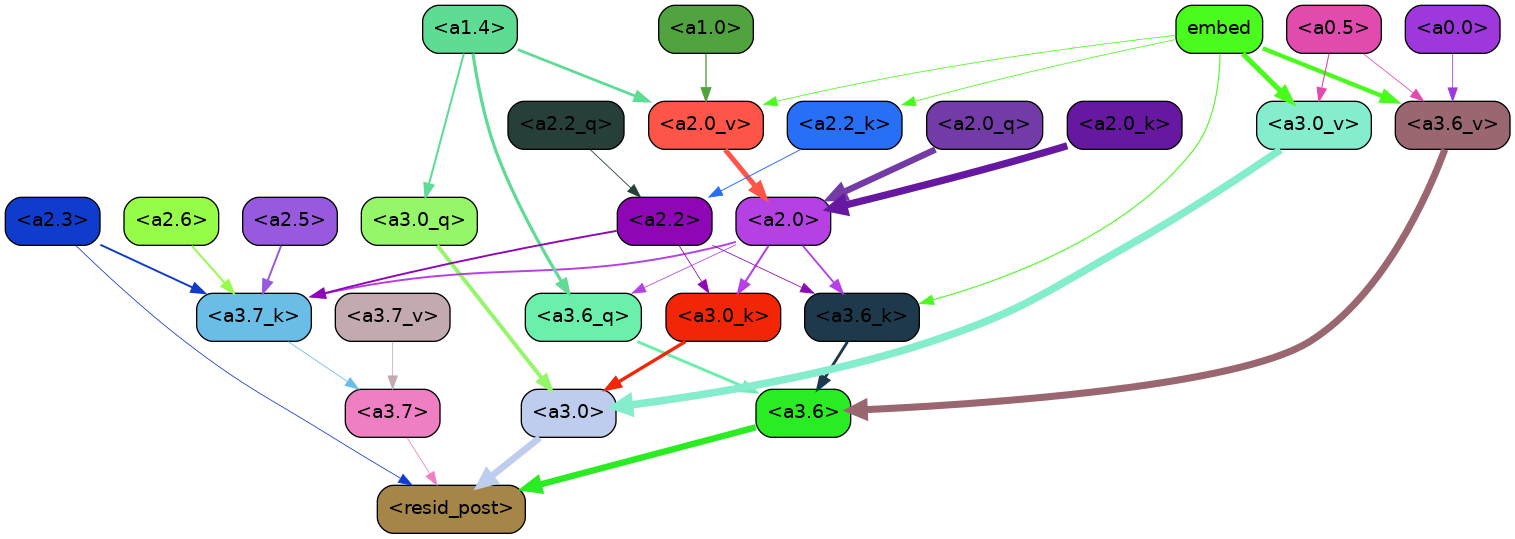 <a1.4> <a1.0> embed <a0.5> <a0.0>
<a2.2_q> <a2.0_v> <a2.2_k> <a2.0_q> <a2.0_k> <a3.0_v> <a3.6_v>
<a2.3> <a2.6> <a2.5> <a3.0_q> <a2.2> <a2.0>
<a3.7_k> <a3.7_v> <a3.6_q> <a3.0_k> <a3.6_k>
<a3.7> <a3.0> <a3.6>
<resid_post>